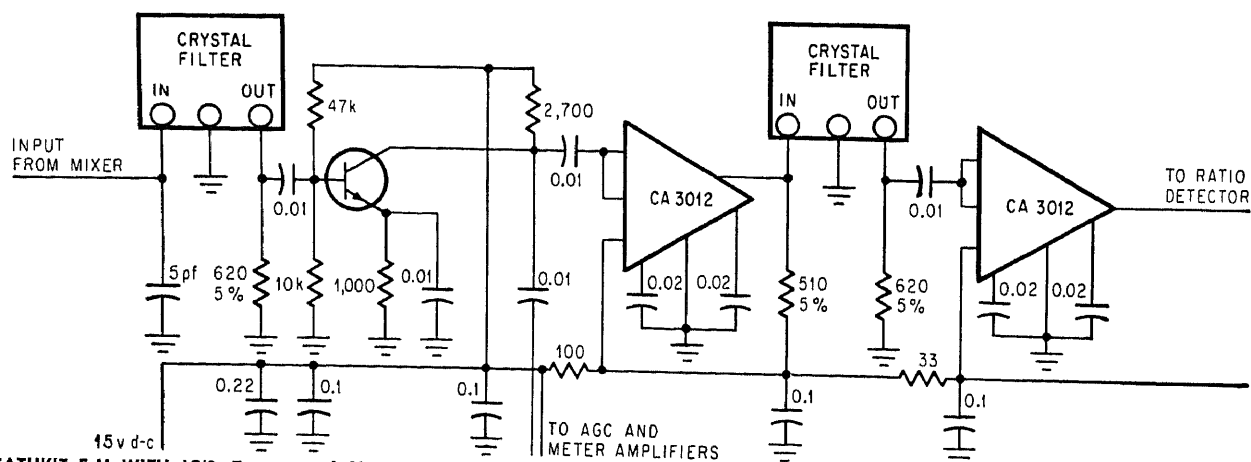 CRYSTAL
FILTER
IN
OUT
47k
2,700
INPUT
FROM MIXER
0.01
0.01
CA 3012
5pf
620
5%
10k
1,000
0.01
0.01
0.02
0.02
CRYSTAL
FILTER
IN
OUT
0.01
CA 3012
TO RATIO
DETECTOR
510
5%
620
5%
0.02
0.02
0.22
0.1
0.1
100
0.1
33
0.1
15v d-c
TO AGC AND
METER AMPLIFIERS